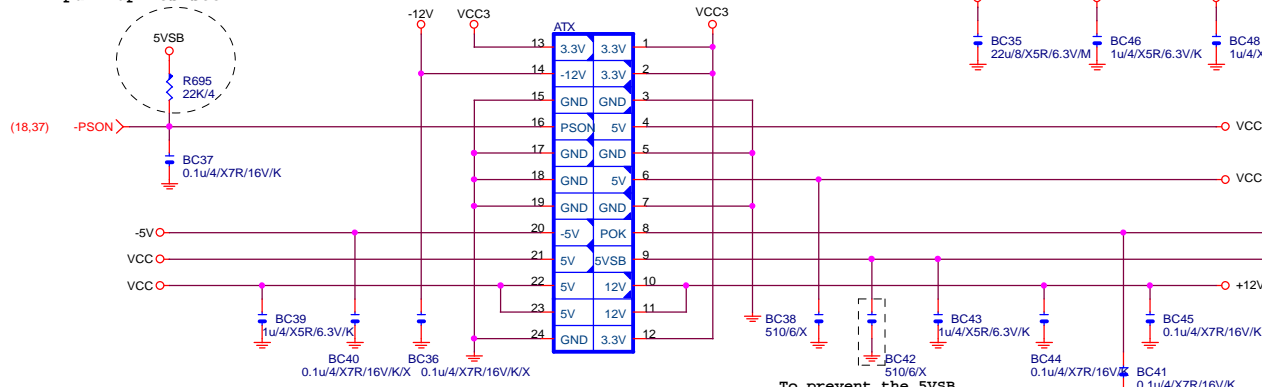 -12V
VCC3
VCC3
ATX
5VSB
R695
22K/4
(18,37)
-PSON
BC37
0.1u/4/X7R/16V/K
-5V
VCC
VCC
BC39
1u/4/X5R/6.3V/K
BC40
0.1u/4/X7R/16V/K/X
BC36
0.1u/4/X7R/16V/K/X
13 3.3V 3.3V 1
14 -12V 3.3V 2
15 GND GND 3
16 PSON 5V 4
17 GND GND 5
18 GND 5V 6
19 GND GND 7
20 -5V POK 8
21 5V 5VSB 9
22 5V 12V 10
23 5V 12V 11
24 GND 3.3V 12
BC35
22u/8/X5R/6.3V/M
BC46
1u/4/X5R/6.3V/K
BC48
1u/4/X
VCC
VCC
+12V
BC38
510/6/X
BC42
510/6/X
BC43
1u/4/X5R/6.3V/K
BC44
0.1u/4/X7R/16V/K
BC45
0.1u/4/X7R/16V/K
BC41
0.1u/4/X7R/16V/K
To prevent the 5VSB